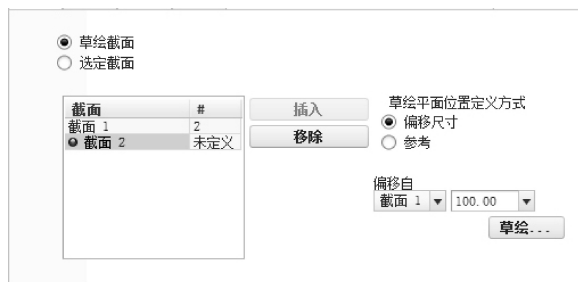 草绘截面
选定截面
截面 #
截面 1 2
截面 2 未定义
插入
移除
草绘平面位置定义方式
偏移尺寸
参考
偏移自
截面 1 100.00
草绘...